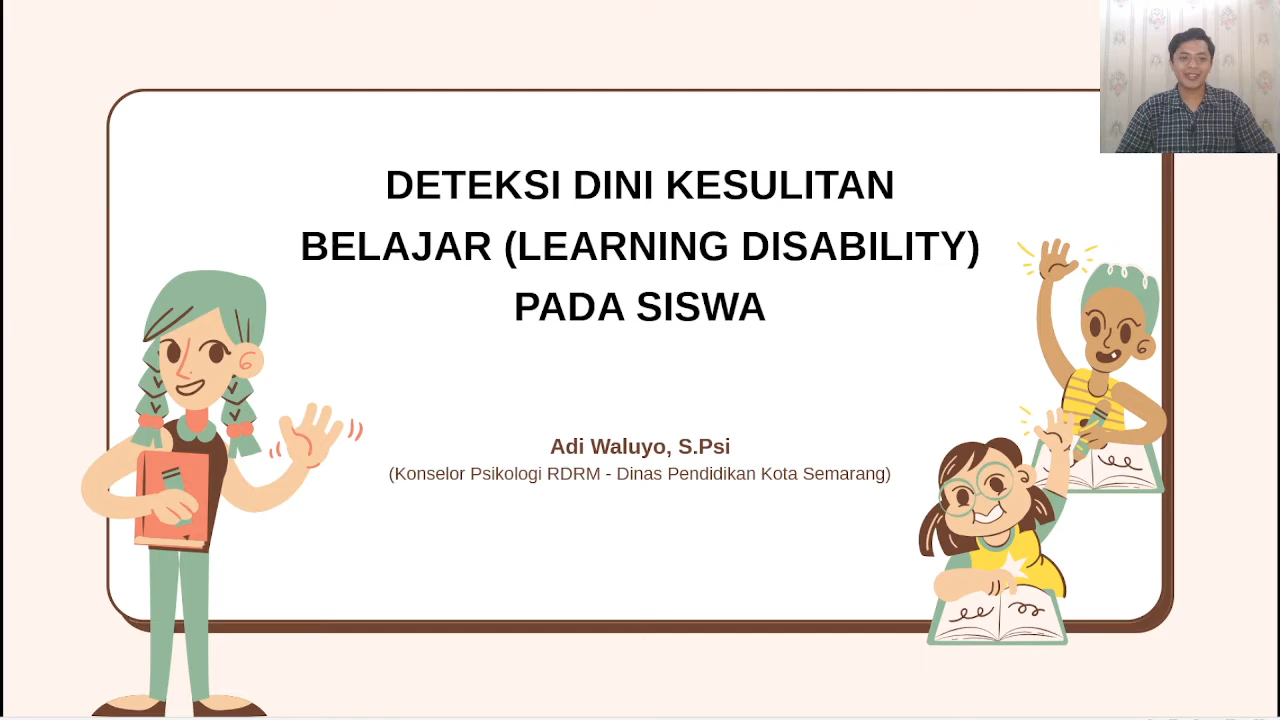 DETEKSI DINI KESULITAN
BELAJAR (LEARNING DISABILITY)
PADA SISWA
Adi Waluyo, S.Psi
(Konselor Psikologi RDRM - Dinas Pendidikan Kota Semarang)